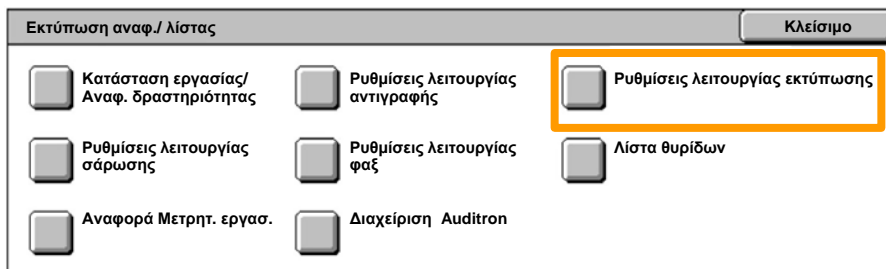 Εκτύπωση αναφ./ λίστας
Κλείσιμο
Κατάσταση εργασίας/
Αναφ. δραστηριότητας
Ρυθμίσεις λειτουργίας
αντιγραφής
Ρυθμίσεις λειτουργίας εκτύπωσης
Ρυθμίσεις λειτουργίας
σάρωσης
Ρυθμίσεις λειτουργίας
φαξ
Λίστα θυρίδων
Αναφορά Μετρητ. εργασ.
Διαχείριση Auditron